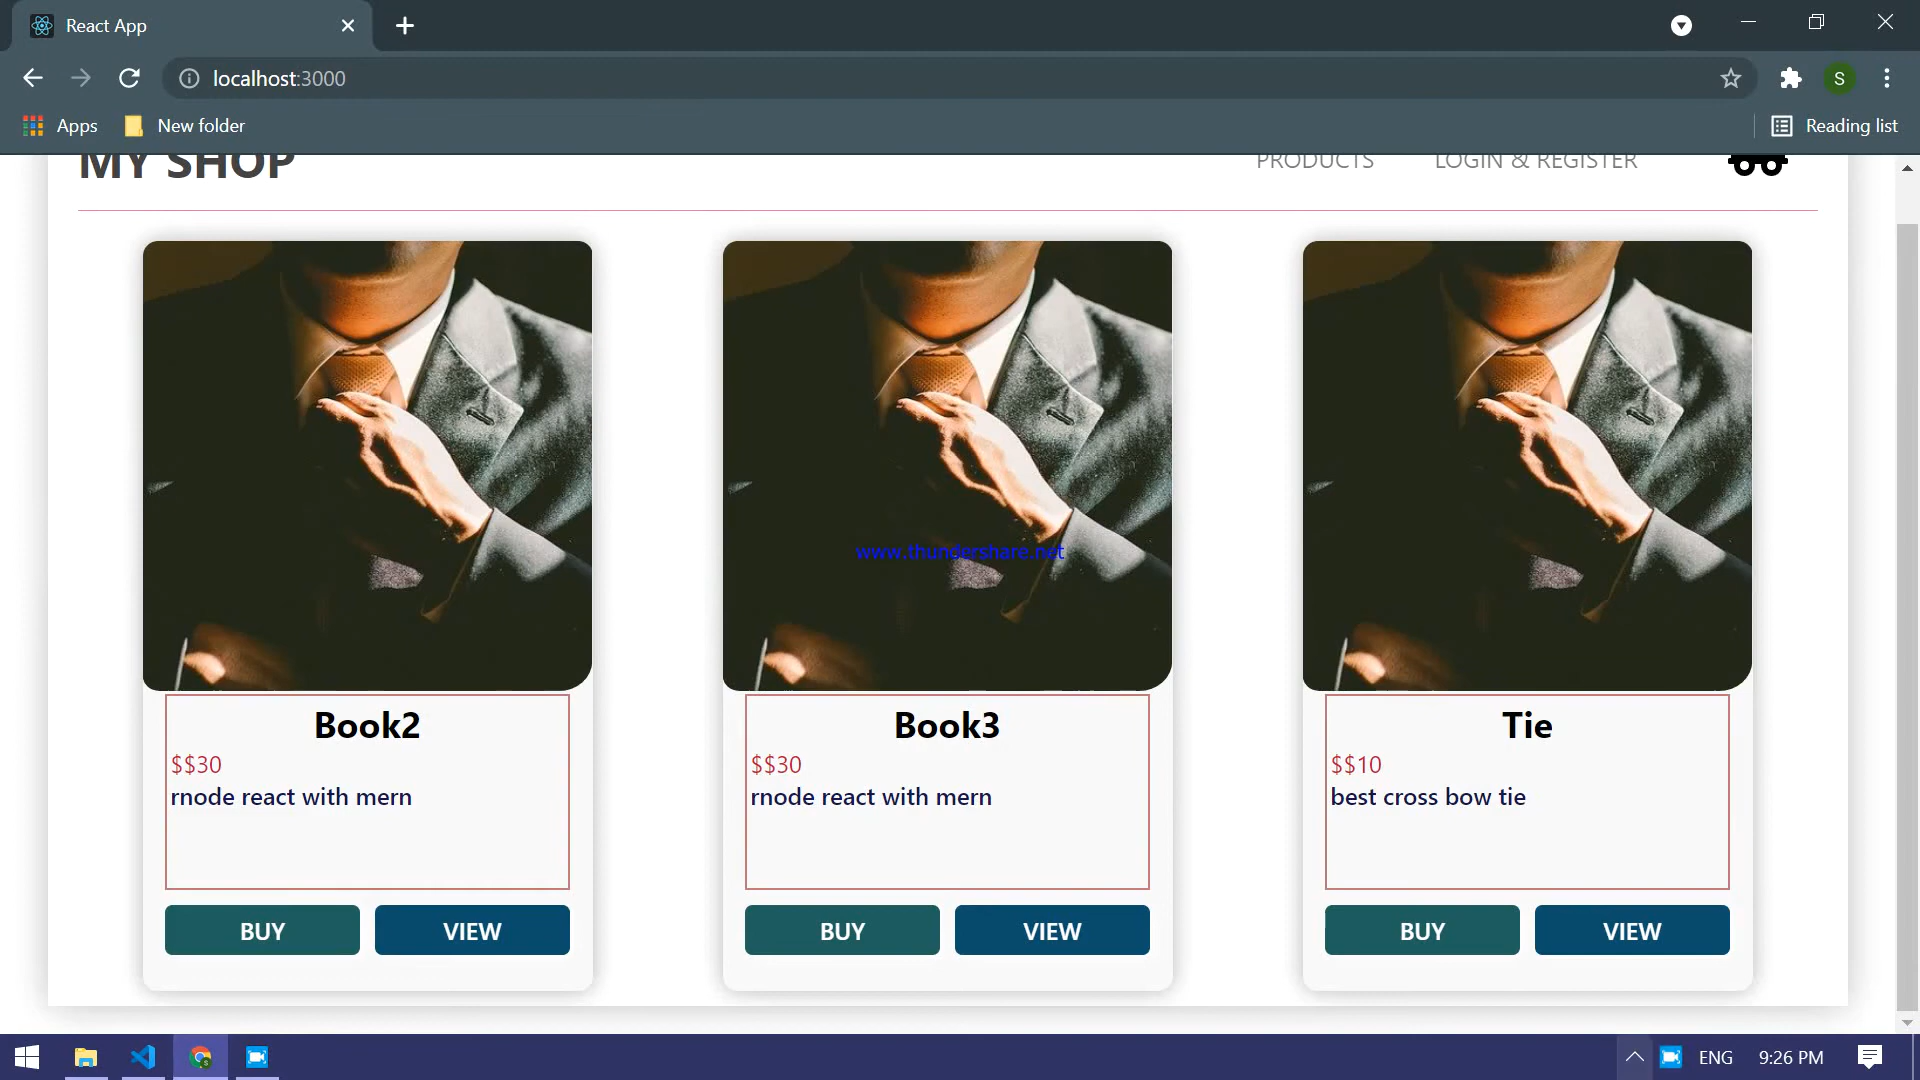 React App
localhost:3000
S
Apps
New folder
Reading list
MY SHOP
PRODUCTS
LOGIN & REGISTER
www.thundershare.net
Book2
$$30
rnode react with mern
BUY
VIEW
Book3
$$30
rnode react with mern
BUY
VIEW
Tie
$$10
best cross bow tie
BUY
VIEW
ENG
9:26 PM